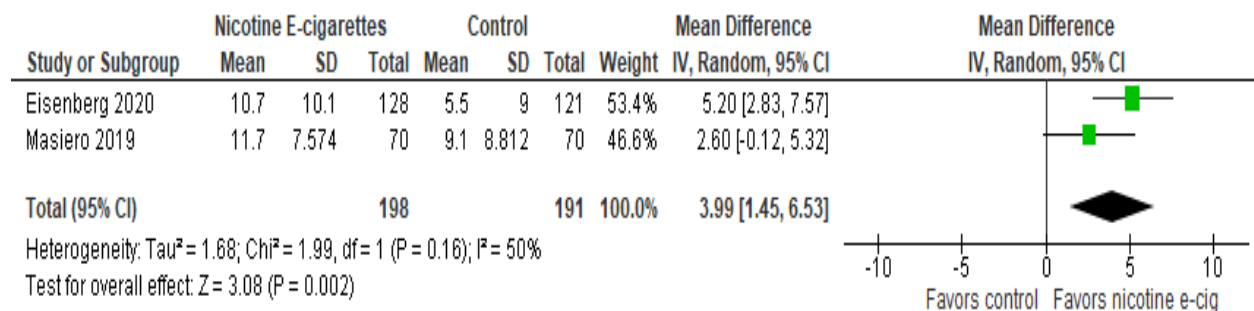 Nicotine E-cigarettes Control Mean Difference Mean Difference
Study or Subgroup Mean SD Total Mean SD Total Weight IV, Random, 95% CI IV, Random, 95% CI
Eisenberg 2020 10.7 10.1 128 5.5 9 121 53.4% 5.20 [2.83, 7.57]
Masiero 2019 11.7 7.574 70 9.1 8.812 70 46.6% 2.60 [-0.12, 5.32]
Total (95% CI) 198 191 100.0% 3.99 [1.45, 6.53]
Heterogeneity: Tau² = 1.68; Chi² = 1.99, df = 1 (P = 0.16); I² = 50%
Test for overall effect: Z = 3.08 (P = 0.002)
-10 -5 0 5 10
Favors control Favors nicotine e-cig